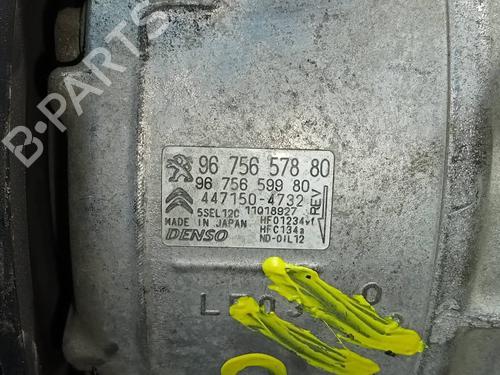 B-PARTS
96 756 578 80
96 756 599 80
447150-4732
5SEL12C 11018927
REV
MADE IN JAPAN
HFO1234yf
HFC134a
DENSO
ND-OIL12